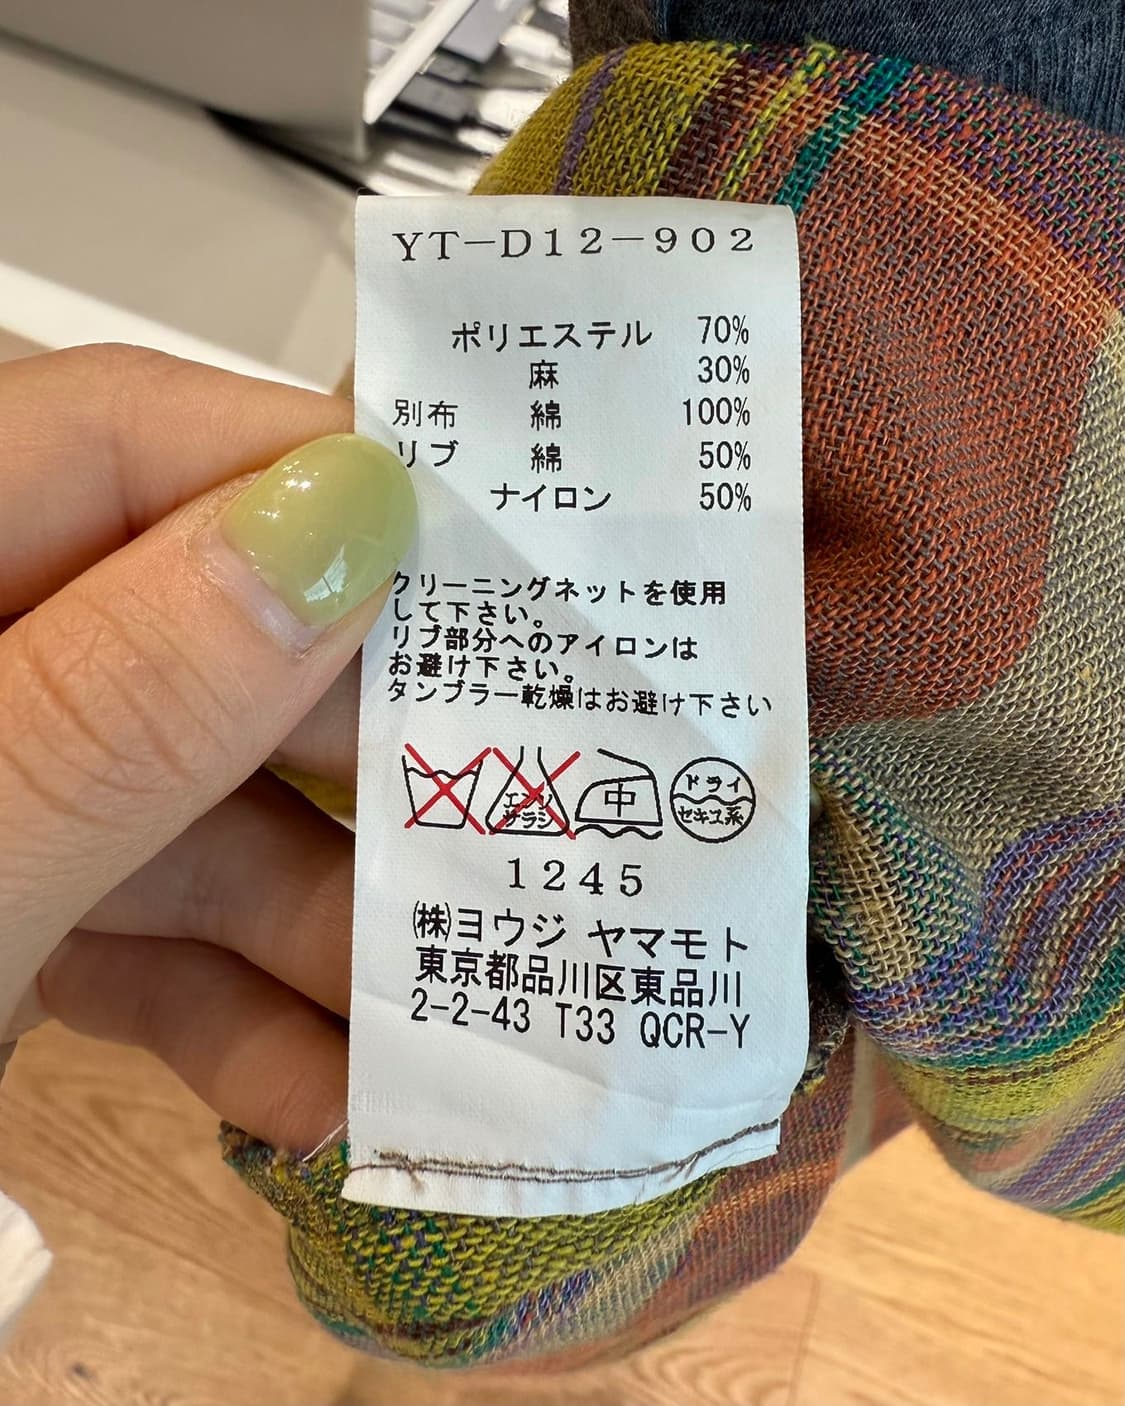 YT-D12-902
ポリエステル 70%
麻 30%
別布 綿 100%
リブ 綿 50%
ナイロン 50%
クリーニングネットを使用
して下さい。
リブ部分へのアイロンは
お避け下さい。
タンブラー乾燥はお避け下さい
エンソ
サラシ
中
ドライ
セキユ系
1245
㈱ヨウジ ヤマモト
東京都品川区東品川
2-2-43 T33 QCR-Y